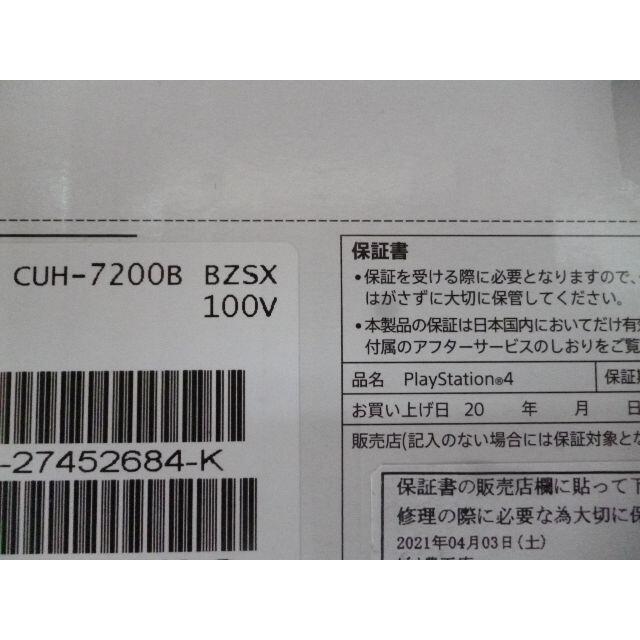 CUH-7200B BZSX
100V
-27452684-K
保証書
•保証を受ける際に必要となりますので、
はがさずに大切に保管してください。
•本製品の保証は日本国内においてだけ有効
付属のアフターサービスのしおりをご覧
品名 PlayStation®4 保証期
お買い上げ日 20 年 月 日
販売店(記入のない場合には保証対象とな
保証書の販売店欄に貼って下
修理の際に必要な為大切に保
2021年04月03日(土)